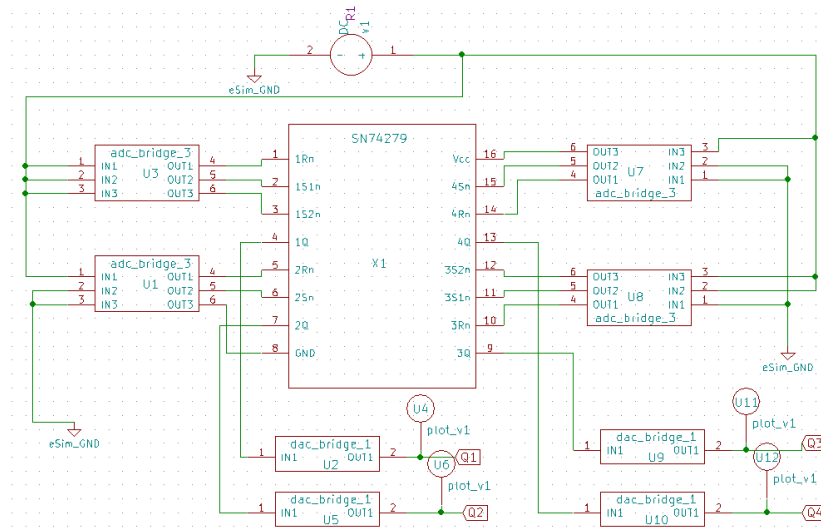 R1
DC
v1
2 - + 1
eSim_GND
SN74279
adc_bridge_3
1 IN1 OUT1 4
2 IN2 OUT2 5
3 IN3 OUT3 6
U3
1 1Rn
2 1S1n
3 1S2n
4 1Q
5 2Rn
6 2Sn
7 2Q
8 GND
X1
Vcc 16
4Sn 15
4Rn 14
4Q 13
3S2n 12
3S1n 11
3Rn 10
3Q 9
6 OUT3 IN3 3
5 OUT2 IN2 2
4 OUT1 IN1 1
U7
adc_bridge_3
adc_bridge_3
1 IN1 OUT1 4
2 IN2 OUT2 5
3 IN3 OUT3 6
U1
6 OUT3 IN3 3
5 OUT2 IN2 2
4 OUT1 IN1 1
U8
adc_bridge_3
eSim_GND
eSim_GND
U4
plot_v1
dac_bridge_1
1 IN1 OUT1 2
U2
Q1
U6
plot_v1
dac_bridge_1
1 IN1 OUT1 2
U5
Q2
U11
plot_v1
dac_bridge_1
1 IN1 OUT1 2
U9
Q3
U12
plot_v1
dac_bridge_1
1 IN1 OUT1 2
U10
Q4